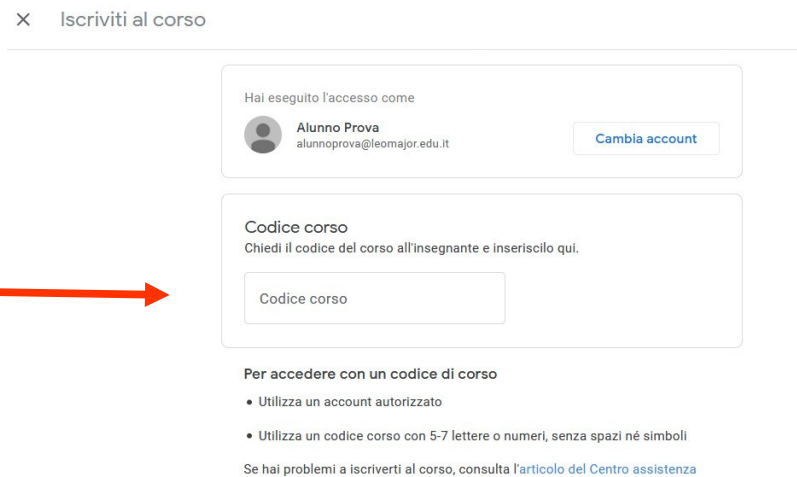 Iscriviti al corso
Hai eseguito l'accesso come
Alunno Prova
alunnoprova@leomajor.edu.it
Cambia account
Codice corso
Chiedi il codice del corso all'insegnante e inseriscilo qui.
Codice corso
Per accedere con un codice di corso
• Utilizza un account autorizzato
• Utilizza un codice corso con 5-7 lettere o numeri, senza spazi né simboli
Se hai problemi a iscriverti al corso, consulta l'articolo del Centro assistenza